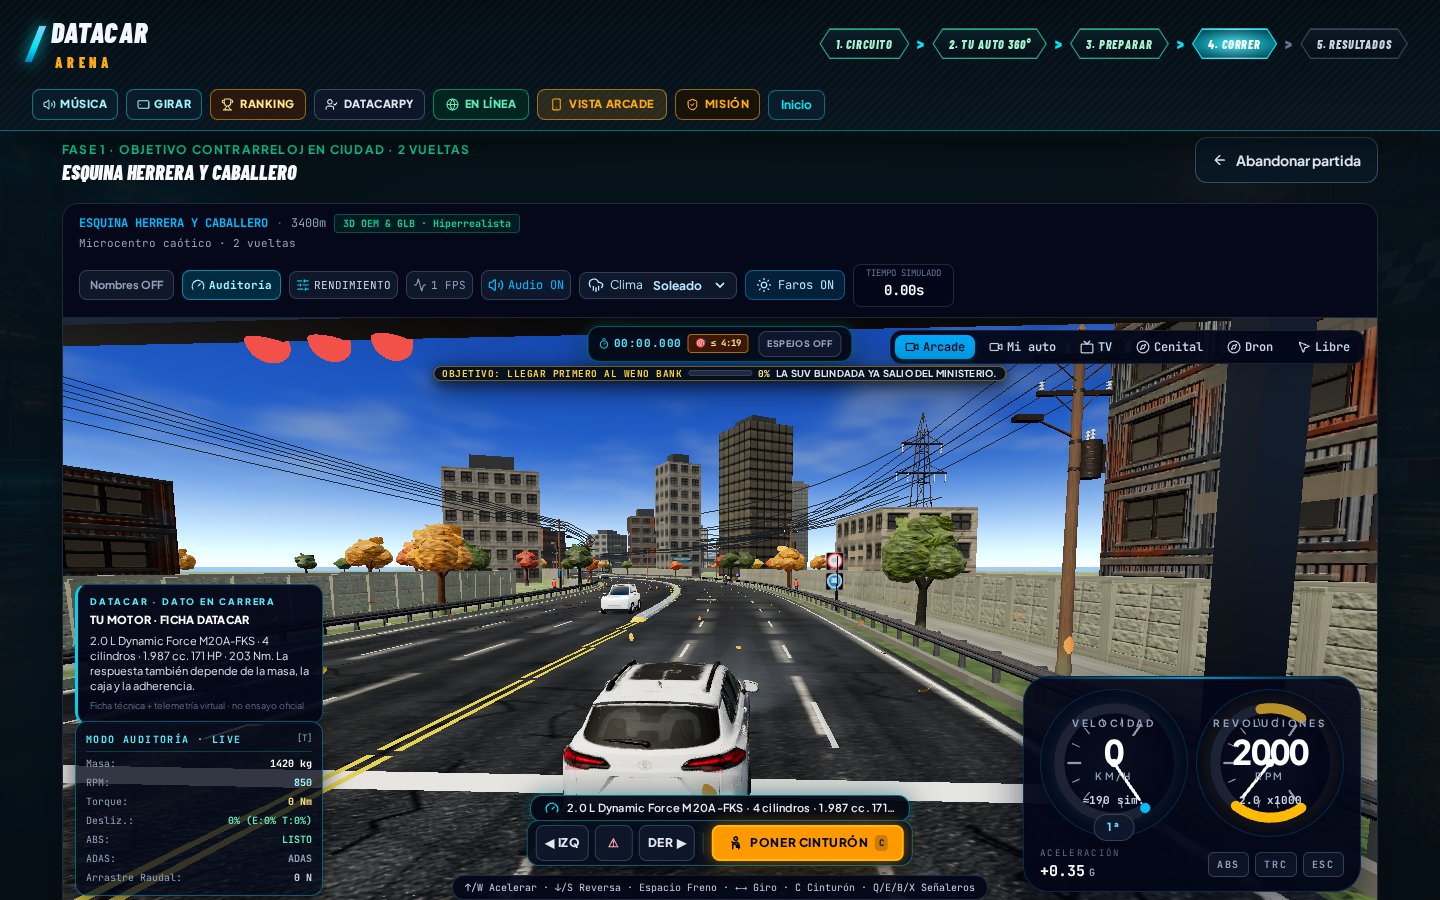 DATACAR
ARENA
1. CIRCUITO > 2. TU AUTO 360° > 3. PREPARAR > 4. CORRER > 5. RESULTADOS
MÚSICA GIRAR RANKING DATACARPY EN LÍNEA VISTA ARCADE MISIÓN Inicio
FASE 1 · OBJETIVO CONTRARRELOJ EN CIUDAD · 2 VUELTAS
ESQUINA HERRERA Y CABALLERO
← Abandonar partida
ESQUINA HERRERA Y CABALLERO · 3400m 3D OEM & GLB · Hiperrealista
Microcentro caótico · 2 vueltas
Nombres OFF Auditoría RENDIMIENTO 1 FPS Audio ON Clima Soleado Faros ON
TIEMPO SIMULADO
0.00s
00:00.000 🎯 ≤ 4:19 ESPEJOS OFF
Arcade Mi auto TV Cenital Dron Libre
OBJETIVO: LLEGAR PRIMERO AL WENO BANK 0% LA SUV BLINDADA YA SALIO DEL MINISTERIO.
DATACAR · DATO EN CARRERA
TU MOTOR · FICHA DATACAR
2.0 L Dynamic Force M20A-FKS · 4
cilindros · 1.987 cc. 171 HP · 203 Nm. La
respuesta también depende de la masa, la
caja y la adherencia.
Ficha técnica + telemetría virtual · no ensayo oficial
MODO AUDITORÍA · LIVE [T]
Masa: 1420 kg
RPM: 850
Torque: 0 Nm
Desliz.: 0% (E:0% T:0%)
ABS: LISTO
ADAS: ADAS
Arrastre Raudal: 0 N
2.0 L Dynamic Force M20A-FKS · 4 cilindros · 1.987 cc. 171…
◀ IZQ ⚠ DER ▶ PONER CINTURÓN C
↑/W Acelerar · ↓/S Reversa · Espacio Freno · ←→ Giro · C Cinturón · Q/E/B/X Señaleros
VELOCIDAD
0
KM/H
≈190 sim.
1ª
REVOLUCIONES
2000
RPM
2.0 x1000
ACELERACIÓN
+0.35 G
ABS TRC ESC